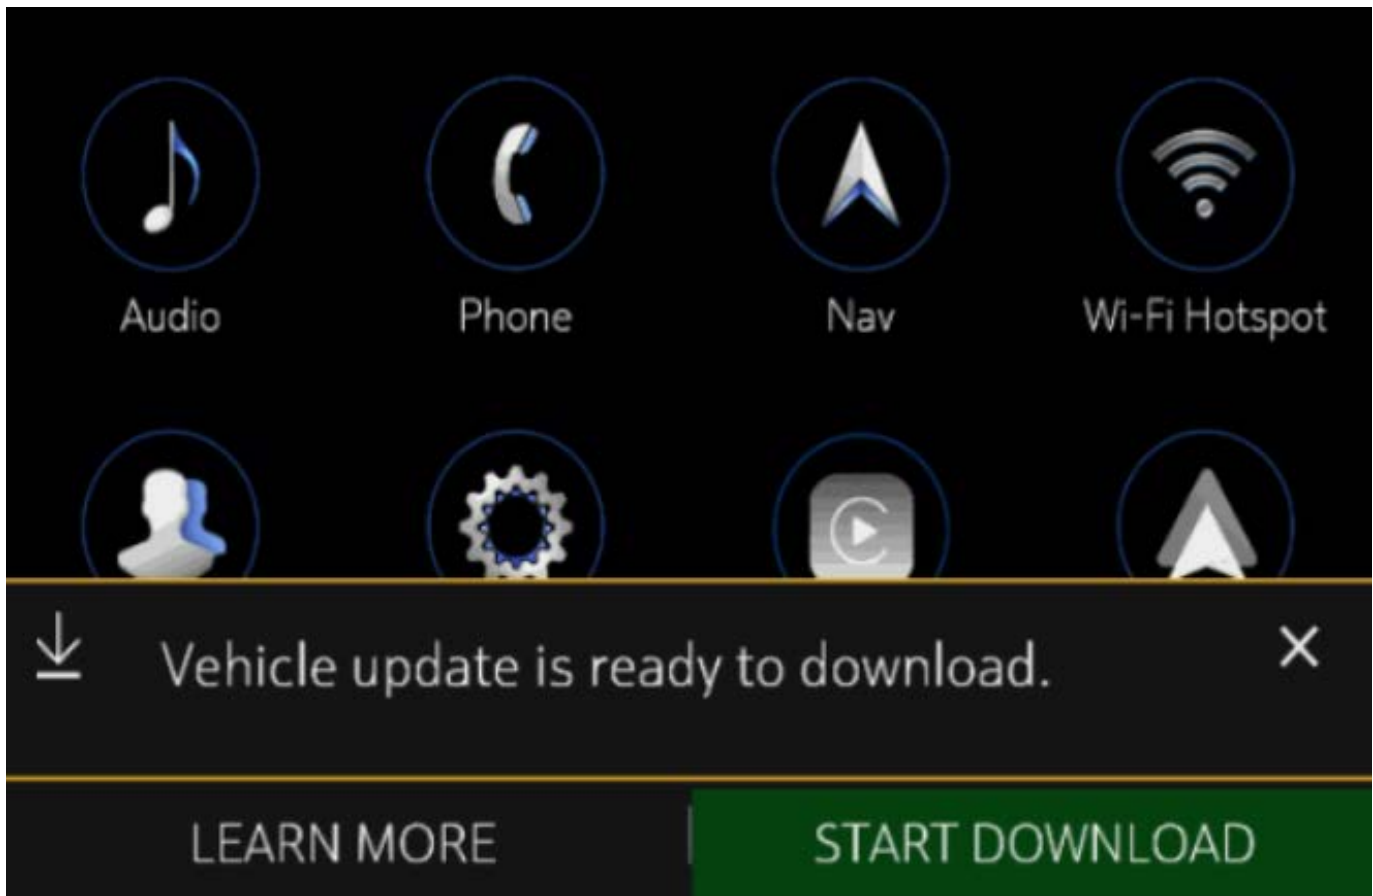 Audio
Phone
Nav
Wi-Fi Hotspot
Vehicle update is ready to download.
LEARN MORE
START DOWNLOAD